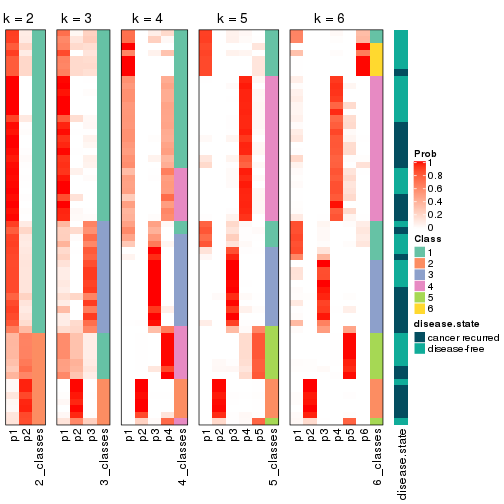 k = 2 k = 3 k = 4 k = 5 k = 6
Prob
1
0.8
0.6
0.4
0.2
0
Class
1
2
3
4
5
6
disease.state
cancer recurred
disease-free
p1 p2 2_classes p1 p2 p3 3_classes p1 p2 p3 p4 4_classes p1 p2 p3 p4 p5 5_classes p1 p2 p3 p4 p5 p6 6_classes disease.state